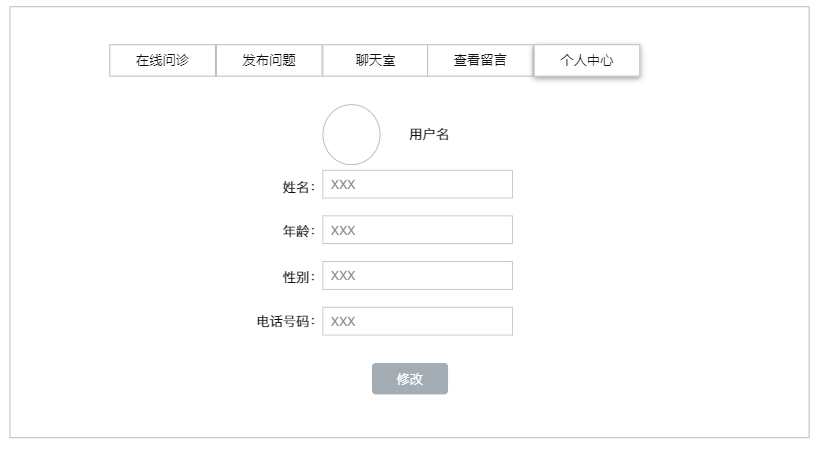 在线问诊 发布问题 聊天室 查看留言 个人中心
用户名
姓名： XXX
年龄： XXX
性别： XXX
电话号码： XXX
修改